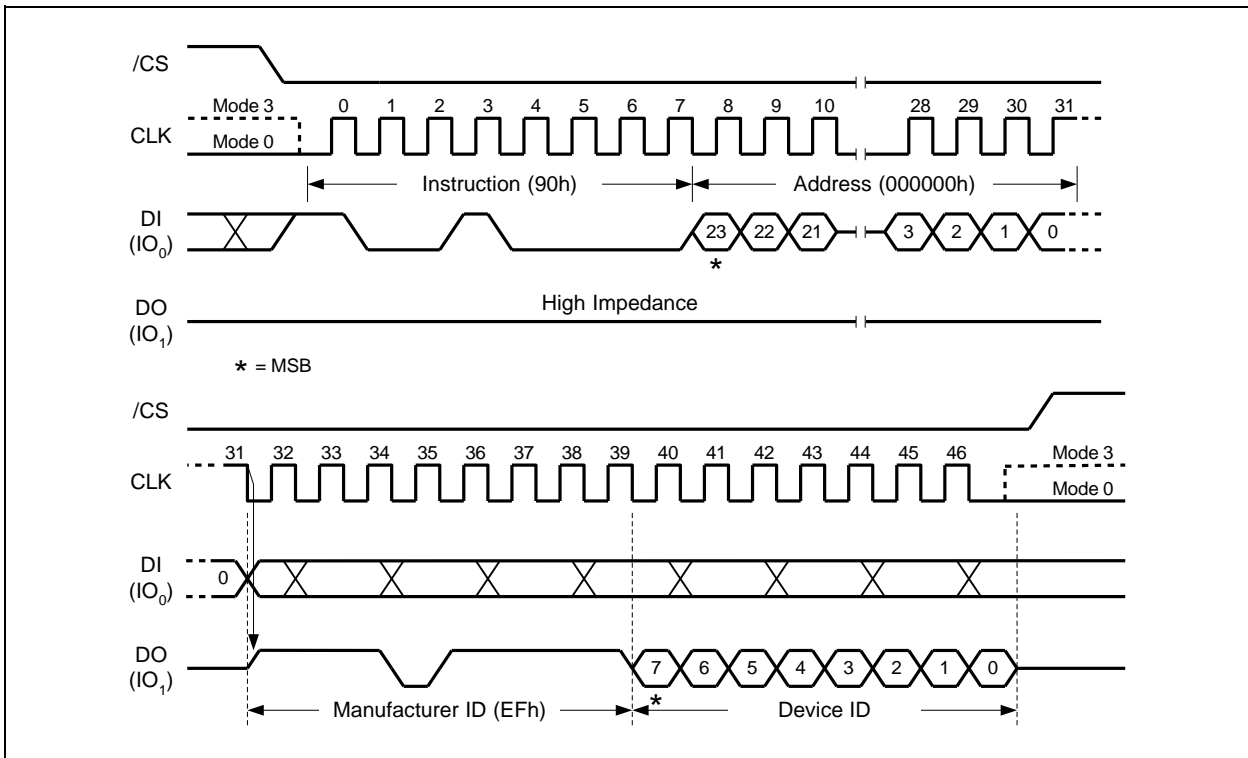 /CS
Mode 3 0 1 2 3 4 5 6 7 8 9 10 28 29 30 31
CLK Mode 0
Instruction (90h) Address (000000h)
DI
(IO0) 23 22 21 3 2 1 0
*
DO High Impedance
(IO1)
* = MSB
/CS
31 32 33 34 35 36 37 38 39 40 41 42 43 44 45 46 Mode 3
CLK Mode 0
DI 0
(IO0)
DO 7 6 5 4 3 2 1 0
(IO1)
*
Manufacturer ID (EFh) Device ID